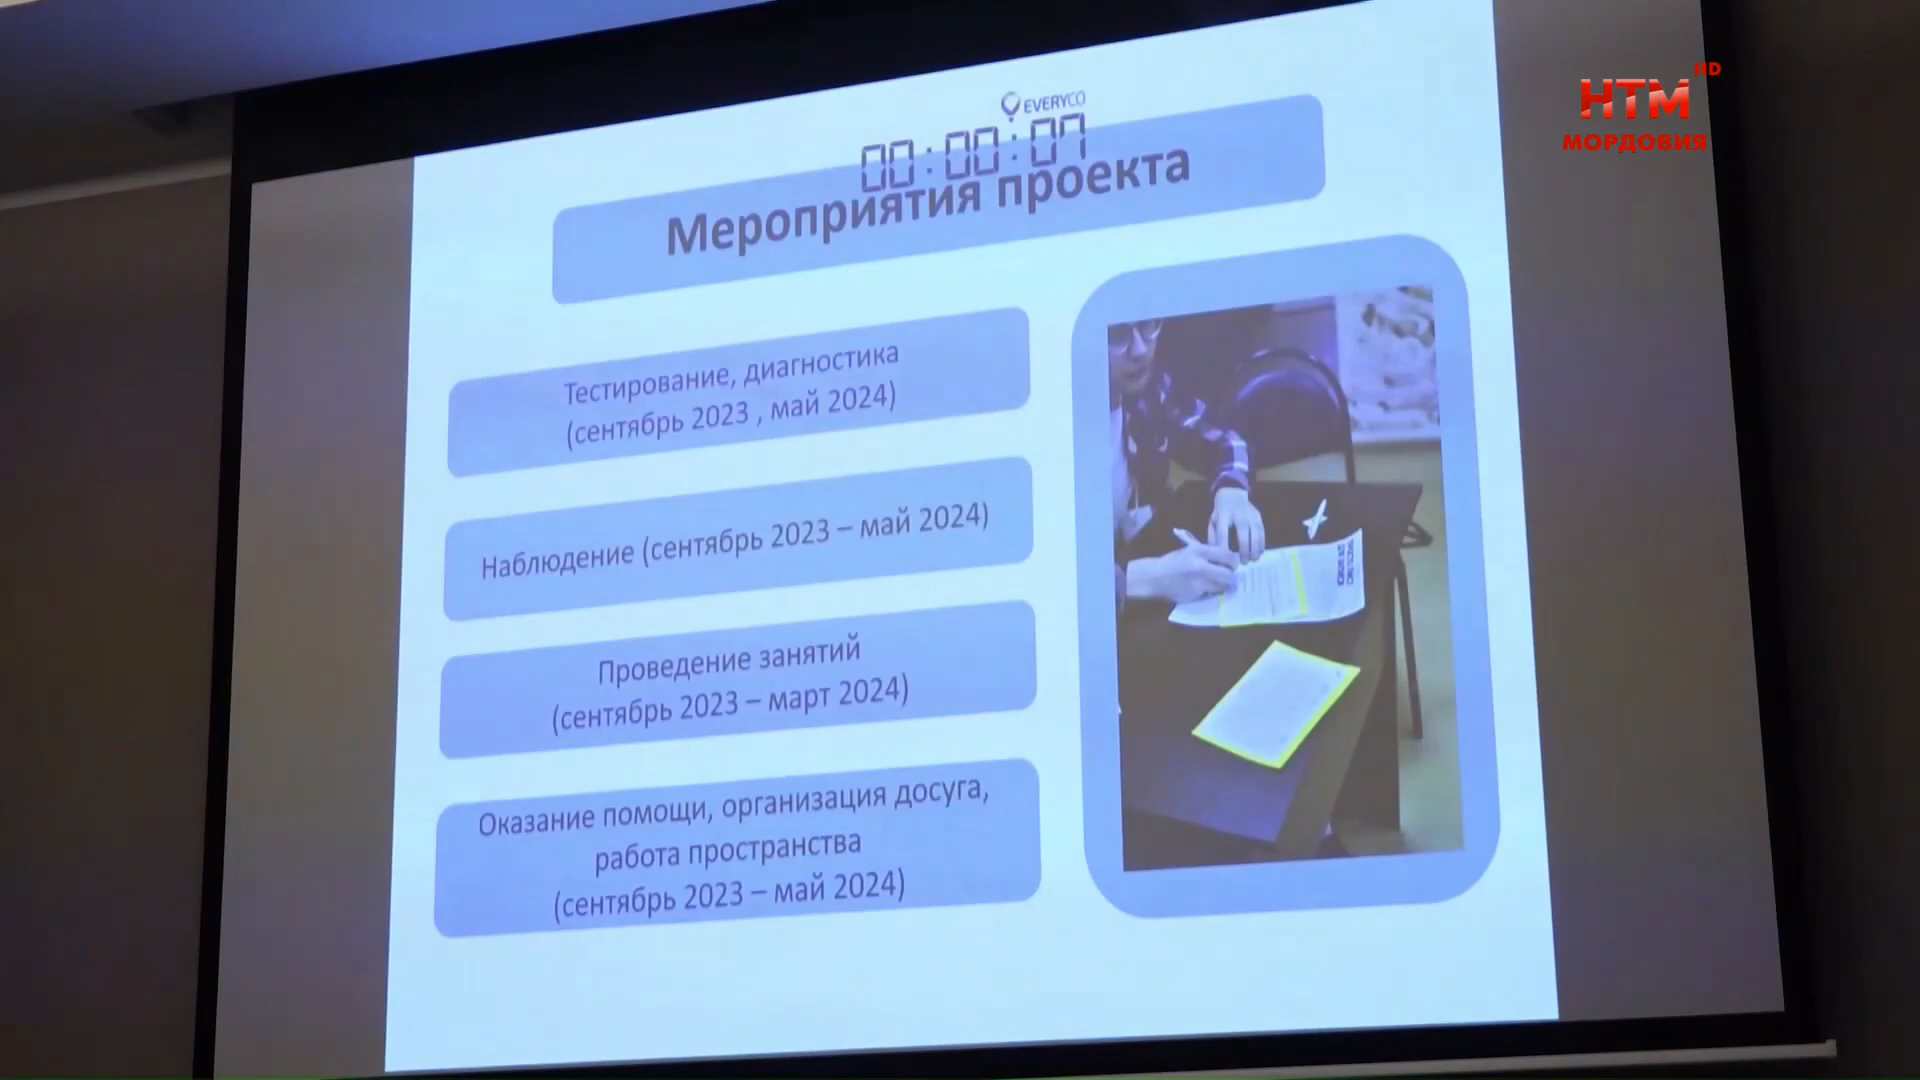 НТМ HD
МОРДОВИЯ
EVERYCO
00:00:07
Мероприятия проекта
Тестирование, диагностика
(сентябрь 2023 , май 2024)
Наблюдение (сентябрь 2023 – май 2024)
Проведение занятий
(сентябрь 2023 – март 2024)
Оказание помощи, организация досуга,
работа пространства
(сентябрь 2023 – май 2024)